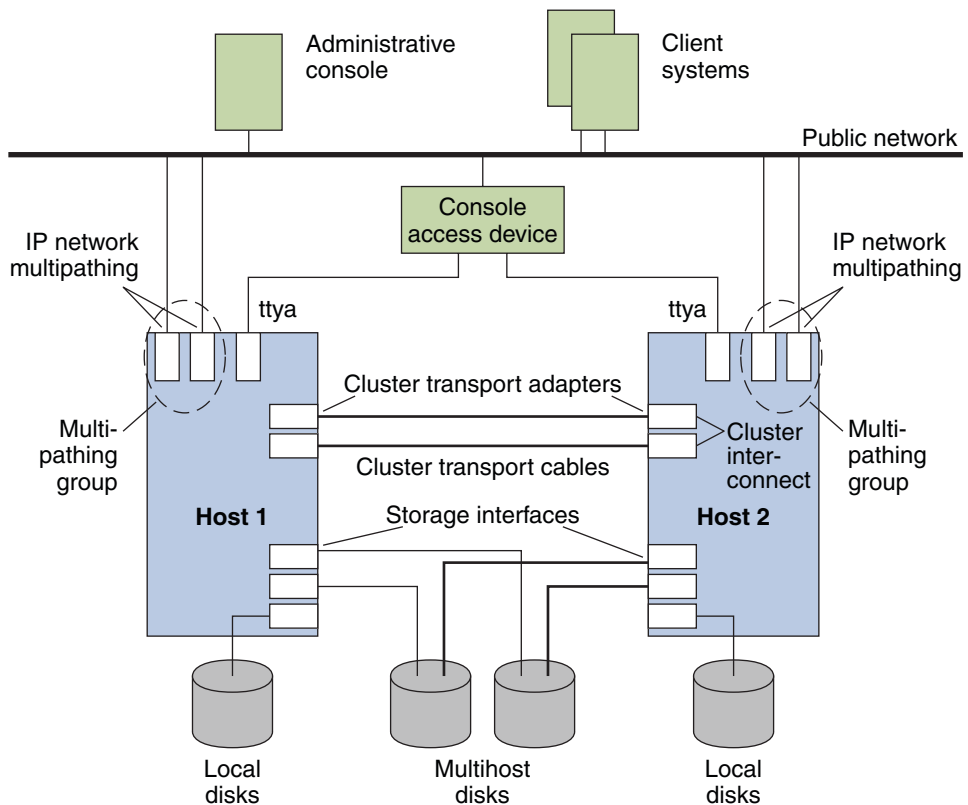 Administrative
console
Client
systems
Public network
Console
access device
IP network
multipathing
IP network
multipathing
ttya
ttya
Cluster transport adapters
Multi-
pathing
group
Cluster
inter-
connect
Multi-
pathing
group
Cluster transport cables
Host 1
Storage interfaces
Host 2
Local
disks
Multihost
disks
Local
disks